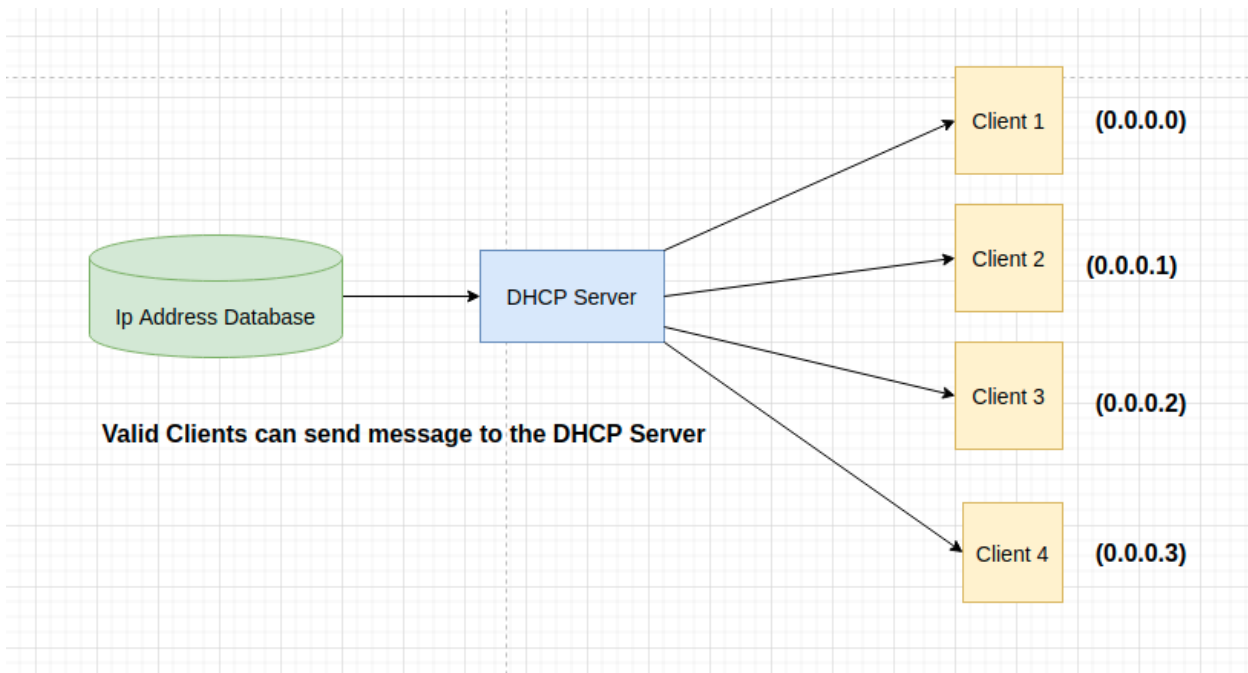 Client 1 (0.0.0.0)
Client 2 (0.0.0.1)
Ip Address Database
DHCP Server
Client 3 (0.0.0.2)
Valid Clients can send message to the DHCP Server
Client 4 (0.0.0.3)